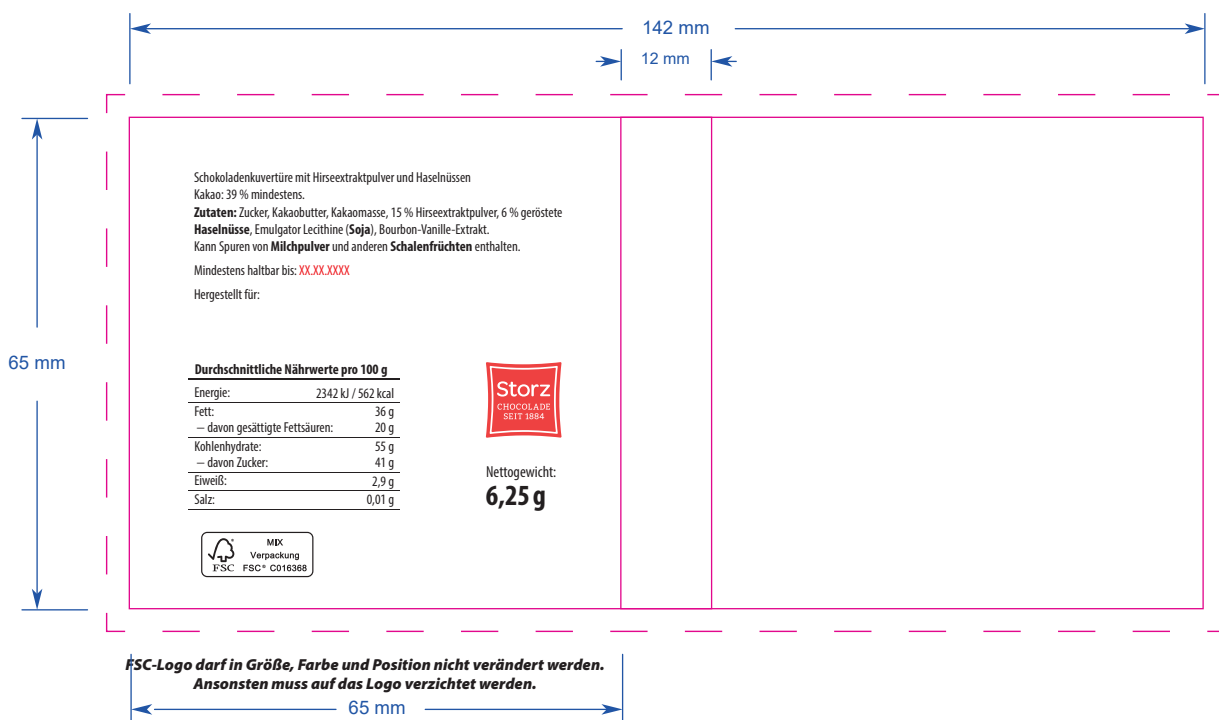 142 mm
12 mm
65 mm
Schokoladenkuvertüre mit Hirseextraktpulver und Haselnüssen
Kakao: 39 % mindestens.
Zutaten: Zucker, Kakaobutter, Kakaomasse, 15 % Hirseextraktpulver, 6 % geröstete
Haselnüsse, Emulgator Lecithine (Soja), Bourbon-Vanille-Extrakt.
Kann Spuren von Milchpulver und anderen Schalenfrüchten enthalten.
Mindestens haltbar bis: XX.XX.XXXX
Hergestellt für:
Durchschnittliche Nährwerte pro 100 g
Energie: 2342 kJ / 562 kcal
Fett: 36 g
– davon gesättigte Fettsäuren: 20 g
Kohlenhydrate: 55 g
– davon Zucker: 41 g
Eiweiß: 2,9 g
Salz: 0,01 g
Storz
CHOCOLADE
SEIT 1884
Nettogewicht:
6,25 g
FSC
MIX
Verpackung
FSC® C016368
FSC-Logo darf in Größe, Farbe und Position nicht verändert werden.
Ansonsten muss auf das Logo verzichtet werden.
65 mm